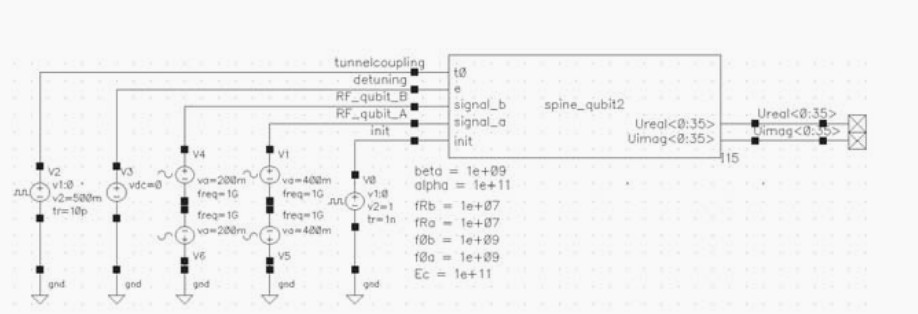 tunnelcoupling
detuning
RF_qubit_B
RF_qubit_A
init
t0
e
signal_b
signal_a
init
spine_qubit2
Ureal<0:35>
Uimag<0:35>
Ureal<0:35>
Uimag<0:35>
I15
V2
v1:0
v2=500m
tr=10p
gnd
V3
vdc=0
gnd
V4
va=200m
freq=1G
freq=1G
va=200m
V6
gnd
V1
va=400m
freq=1G
freq=1G
va=400m
V5
gnd
V0
v1:0
v2=1
tr=1n
gnd
beta = 1e+09
alpha = 1e+11
fRb = 1e+07
fRa = 1e+07
f0b = 1e+09
f0a = 1e+09
Ec = 1e+11